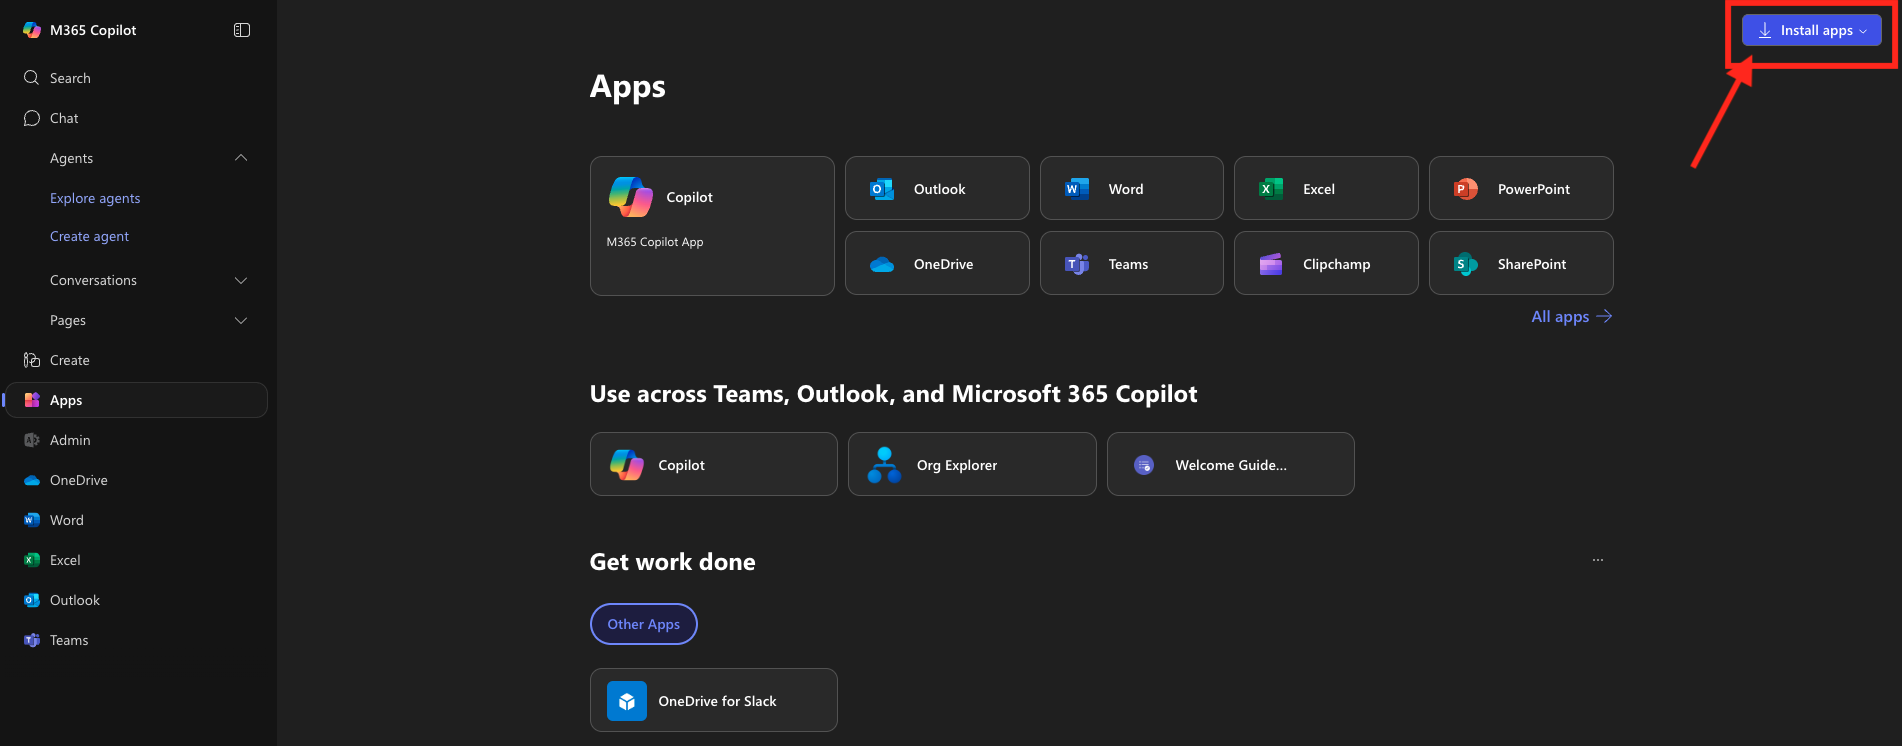 M365 Copilot
Search
Chat
Agents
Explore agents
Create agent
Conversations
Pages
Create
Apps
Admin
OneDrive
Word
Excel
Outlook
Teams
Install apps
Apps
Copilot
M365 Copilot App
Outlook
Word
Excel
PowerPoint
OneDrive
Teams
Clipchamp
SharePoint
All apps
Use across Teams, Outlook, and Microsoft 365 Copilot
Copilot
Org Explorer
Welcome Guide...
Get work done
Other Apps
OneDrive for Slack